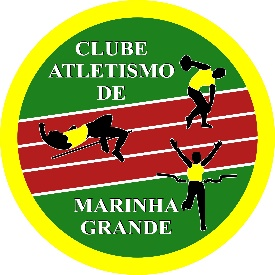 CLUBE
ATLETISMO
DE
MARINHA
GRANDE